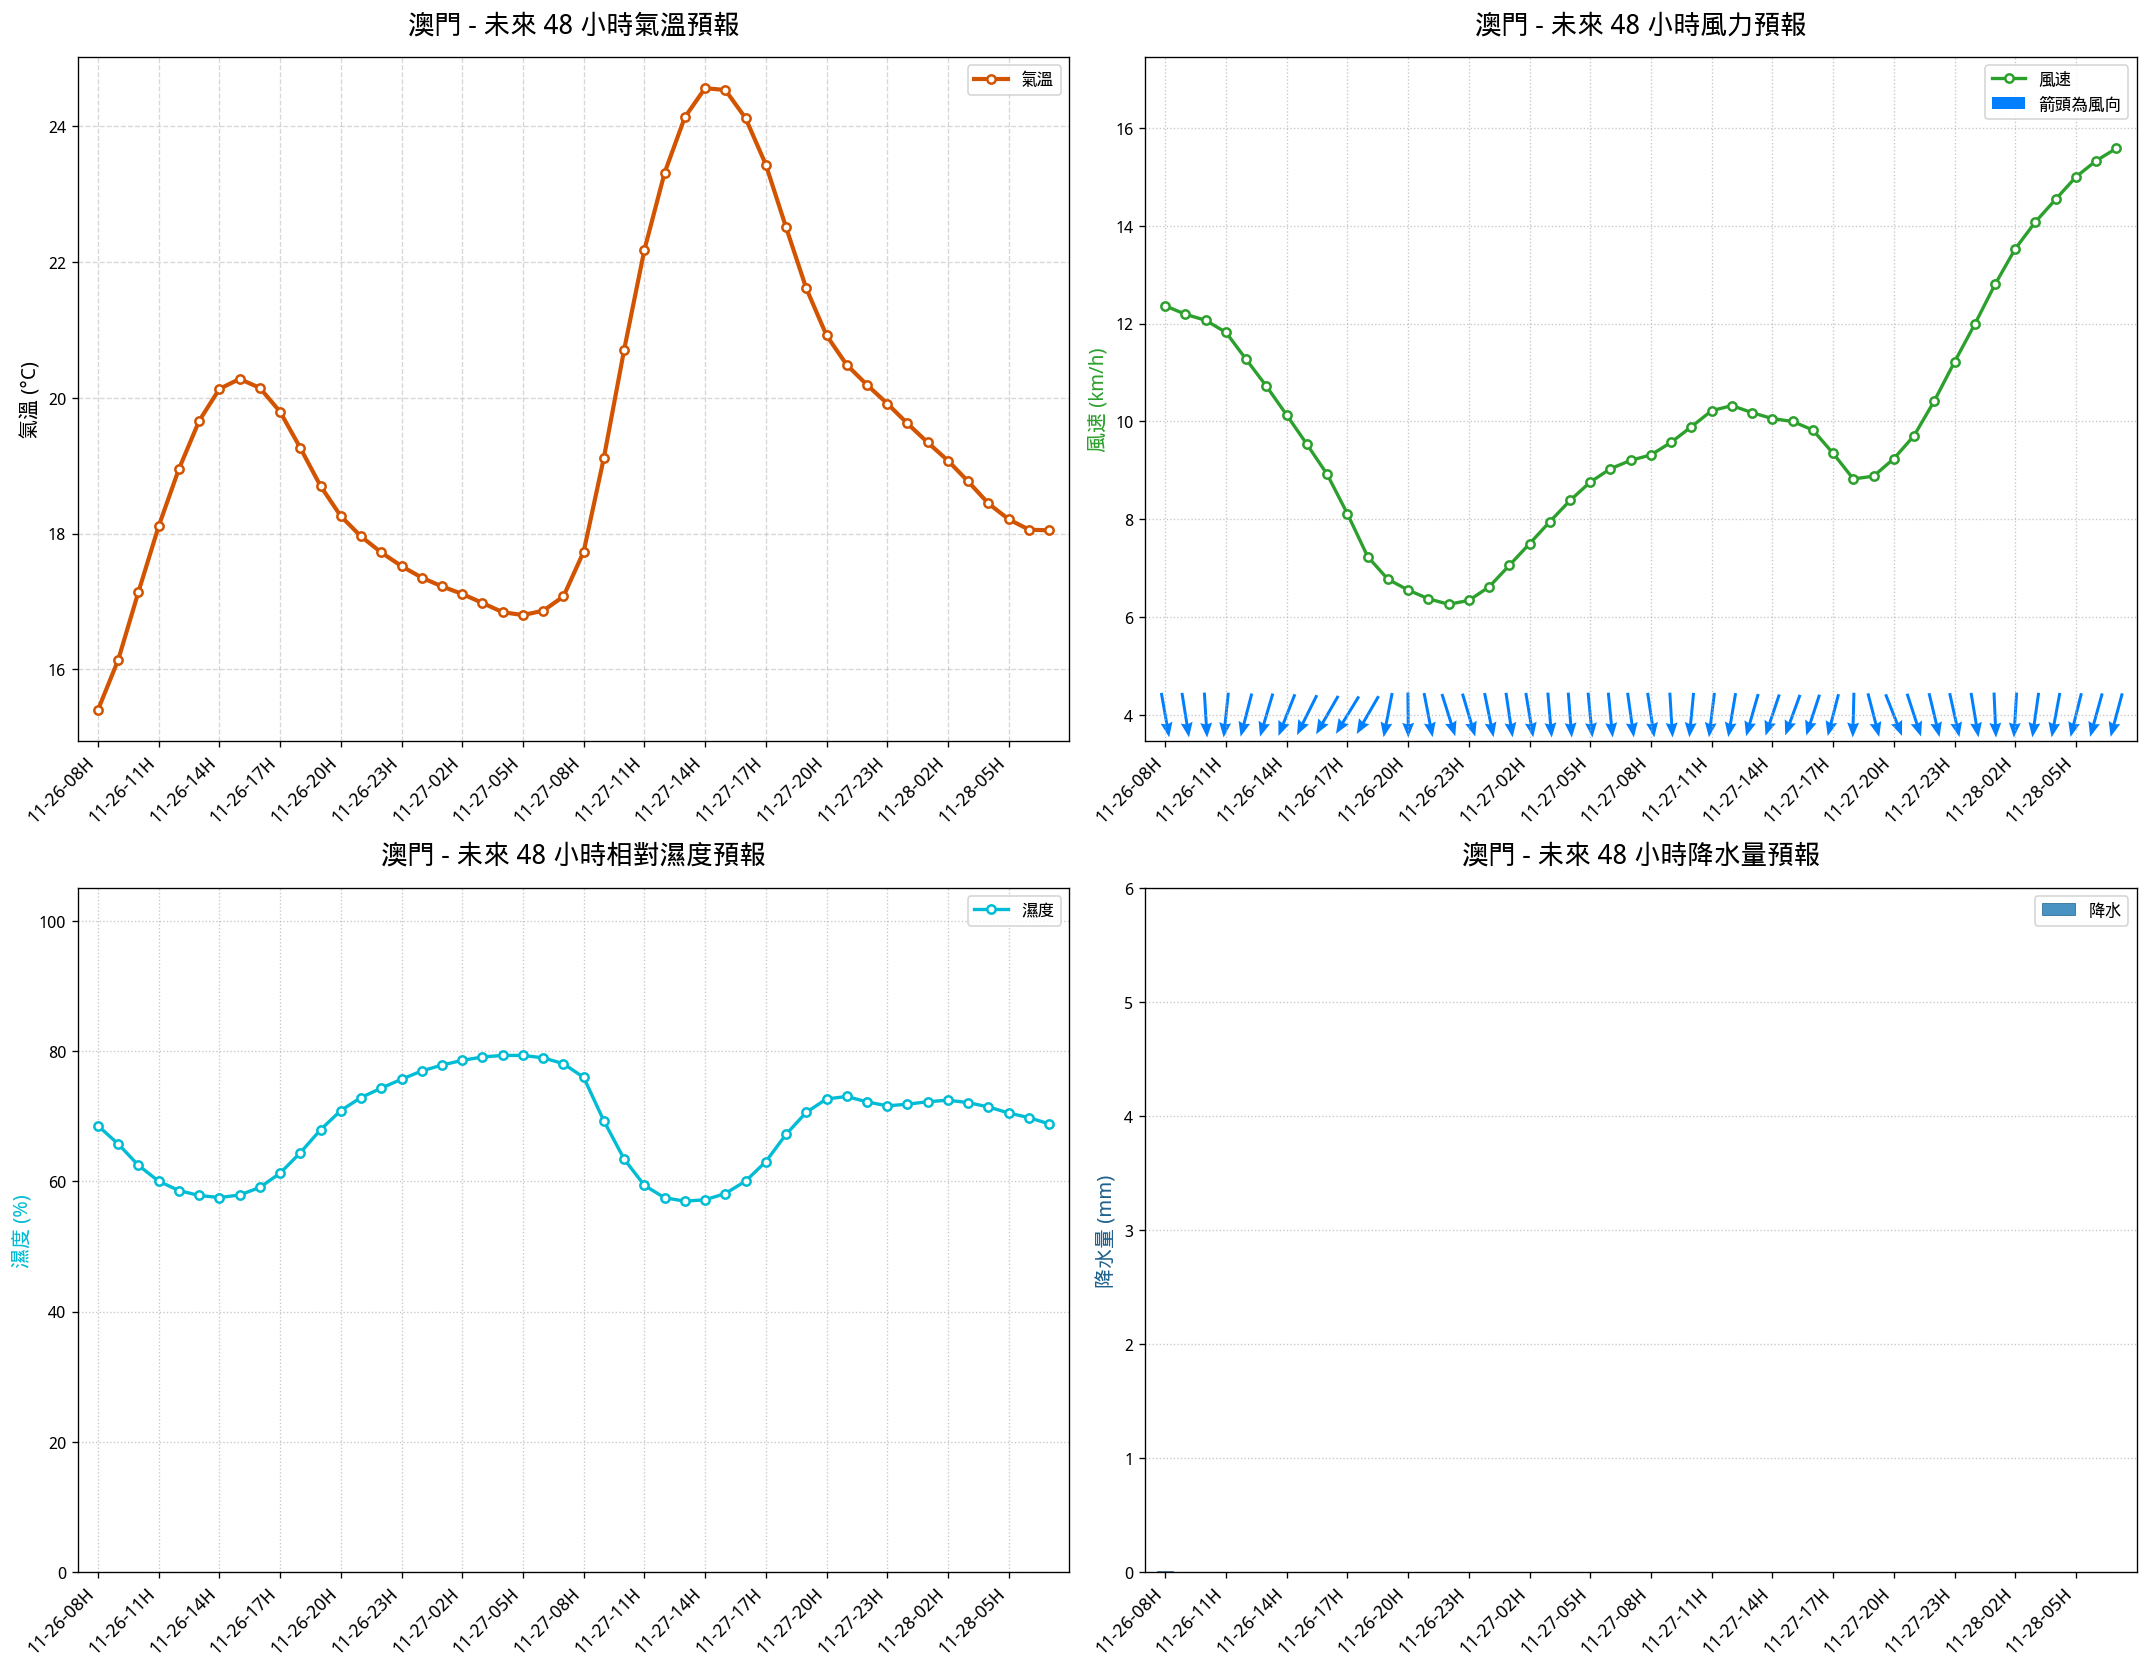 澳門 - 未來 48 小時氣溫預報
氣溫
氣溫 (°C)
24
22
20
18
16
11-26-08H
11-26-11H
11-26-14H
11-26-17H
11-26-20H
11-26-23H
11-27-02H
11-27-05H
11-27-08H
11-27-11H
11-27-14H
11-27-17H
11-27-20H
11-27-23H
11-28-02H
11-28-05H
澳門 - 未來 48 小時風力預報
風速
箭頭為風向
風速 (km/h)
16
14
12
10
8
6
4
11-26-08H
11-26-11H
11-26-14H
11-26-17H
11-26-20H
11-26-23H
11-27-02H
11-27-05H
11-27-08H
11-27-11H
11-27-14H
11-27-17H
11-27-20H
11-27-23H
11-28-02H
11-28-05H
澳門 - 未來 48 小時相對濕度預報
濕度
濕度 (%)
100
80
60
40
20
0
11-26-08H
11-26-11H
11-26-14H
11-26-17H
11-26-20H
11-26-23H
11-27-02H
11-27-05H
11-27-08H
11-27-11H
11-27-14H
11-27-17H
11-27-20H
11-27-23H
11-28-02H
11-28-05H
澳門 - 未來 48 小時降水量預報
降水
降水量 (mm)
6
5
4
3
2
1
0
11-26-08H
11-26-11H
11-26-14H
11-26-17H
11-26-20H
11-26-23H
11-27-02H
11-27-05H
11-27-08H
11-27-11H
11-27-14H
11-27-17H
11-27-20H
11-27-23H
11-28-02H
11-28-05H